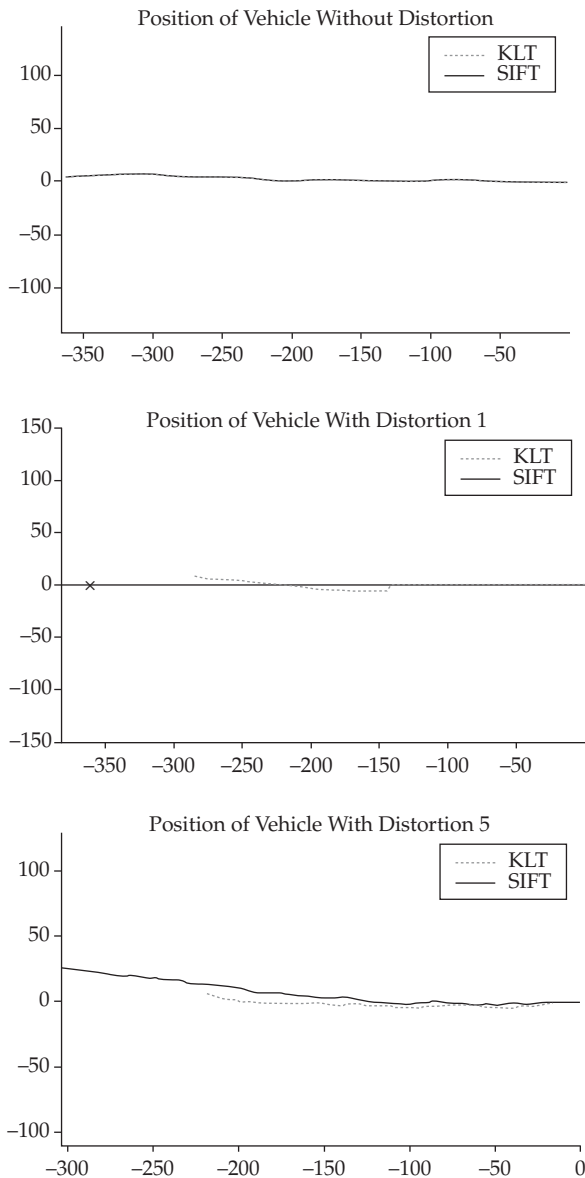 Position of Vehicle Without Distortion
KLT
SIFT
100
50
0
−50
−100
−350 −300 −250 −200 −150 −100 −50
Position of Vehicle With Distortion 1
KLT
SIFT
150
100
50
0
−50
−100
−150
−350 −300 −250 −200 −150 −100 −50
Position of Vehicle With Distortion 5
KLT
SIFT
100
50
0
−50
−100
−300 −250 −200 −150 −100 −50 0